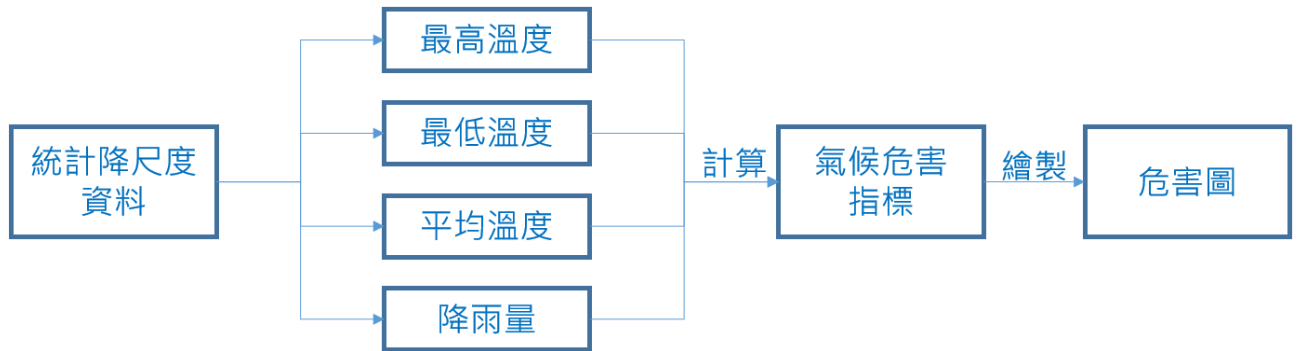 統計降尺度
資料
最高溫度
最低溫度
平均溫度
降雨量
計算
氣候危害
指標
繪製
危害圖